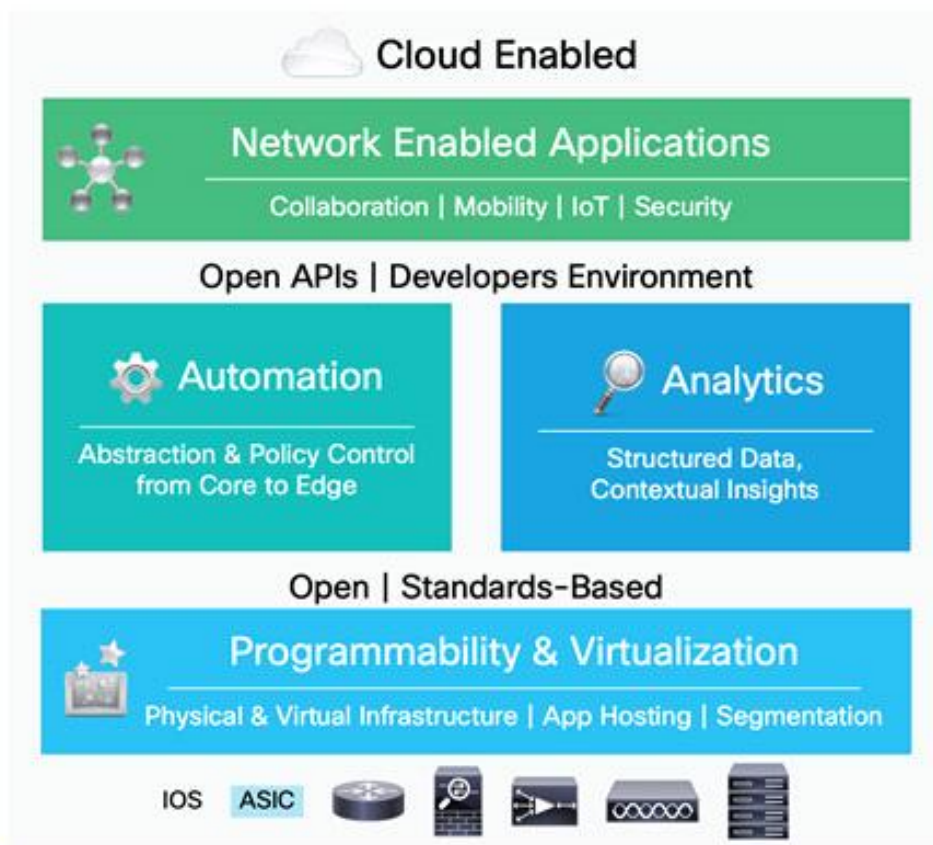 Cloud Enabled
Network Enabled Applications
Collaboration | Mobility | IoT | Security
Open APIs | Developers Environment
Automation
Abstraction & Policy Control
from Core to Edge
Analytics
Structured Data,
Contextual Insights
Open | Standards-Based
Programmability & Virtualization
Physical & Virtual Infrastructure | App Hosting | Segmentation
IOS ASIC